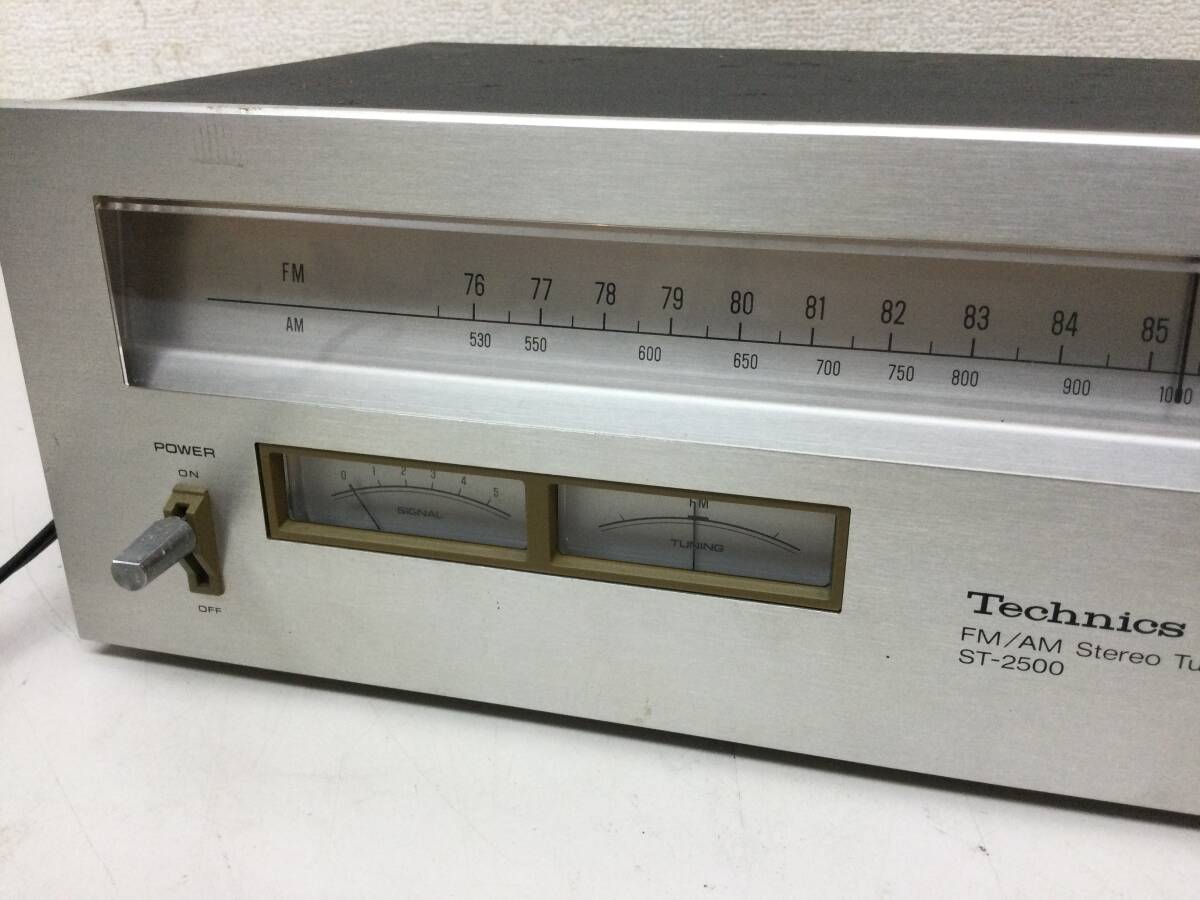 FM 76 77 78 79 80 81 82 83 84 85
AM 530 550 600 650 700 750 800 900 1000
POWER
ON
OFF
0 1 2 3 4 5
SIGNAL
FM
TUNING
Technics
FM/AM Stereo Tu
ST-2500